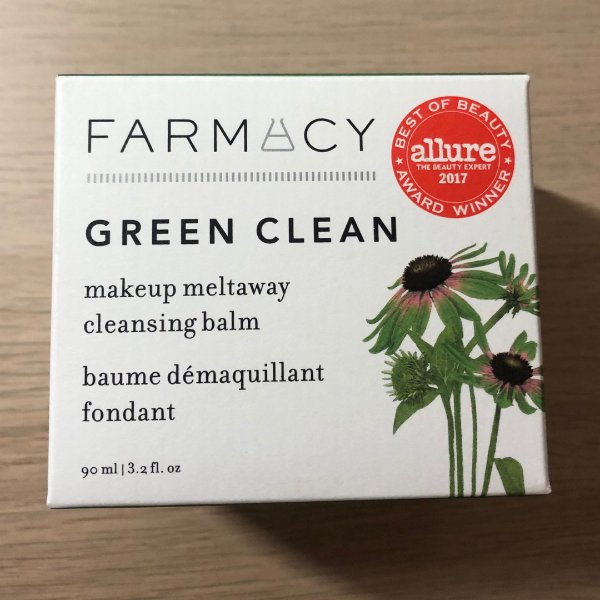 FARMACY
BEST OF BEAUTY
allure
THE BEAUTY EXPERT
2017
AWARD WINNER
GREEN CLEAN
makeup meltaway
cleansing balm
baume démaquillant
fondant
90 ml | 3.2 fl. oz